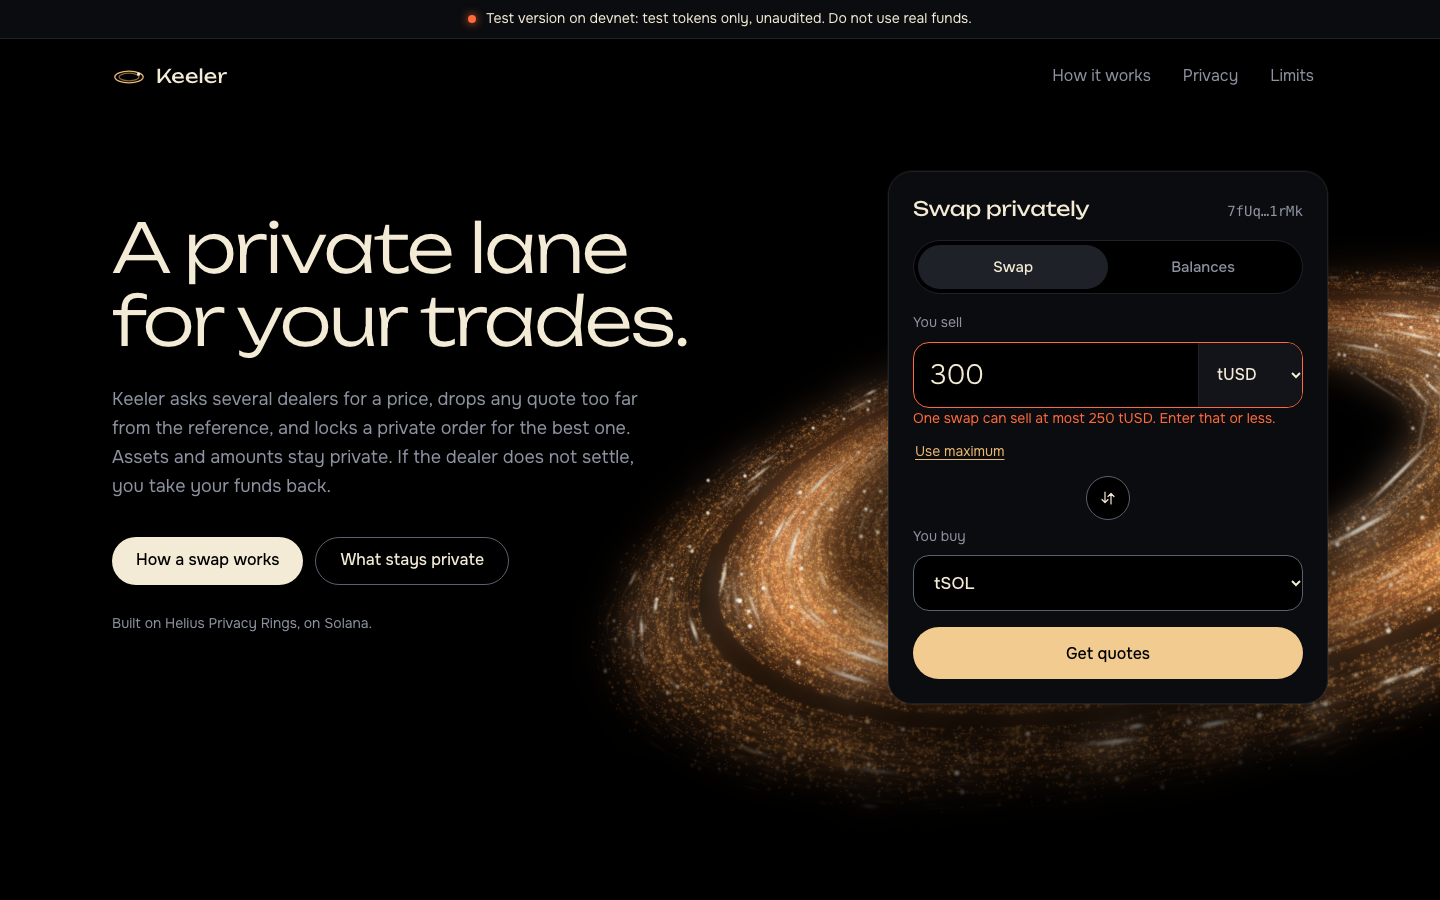 Test version on devnet: test tokens only, unaudited. Do not use real funds.
Keeler
How it works
Privacy
Limits
A private lane
for your trades.
Keeler asks several dealers for a price, drops any quote too far
from the reference, and locks a private order for the best one.
Assets and amounts stay private. If the dealer does not settle,
you take your funds back.
How a swap works
What stays private
Built on Helius Privacy Rings, on Solana.
Swap privately
7fUq…1rMk
Swap
Balances
You sell
300
tUSD
One swap can sell at most 250 tUSD. Enter that or less.
Use maximum
You buy
tSOL
Get quotes